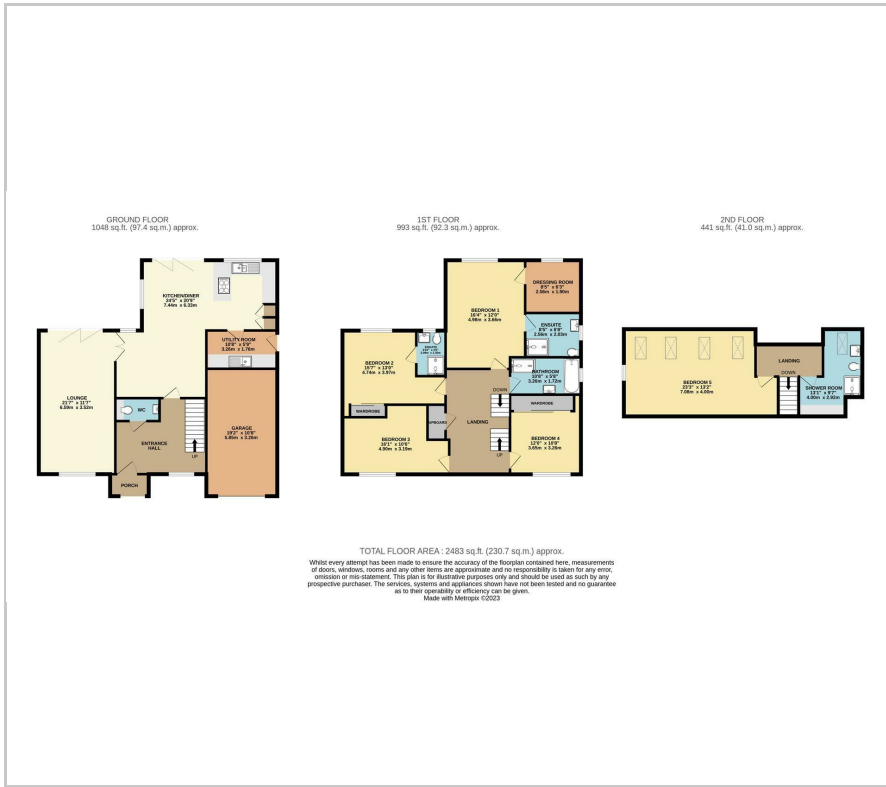 GROUND FLOOR
1048 sq.ft. (97.4 sq.m.) approx.
KITCHEN/DINER
24'5" x 20'9"
7.44m x 6.33m
UTILITY ROOM
10'8" x 5'9"
3.26m x 1.76m
LOUNGE
21'7" x 11'7"
6.59m x 3.52m
WC
GARAGE
19'2" x 10'8"
5.85m x 3.26m
ENTRANCE
HALL
UP
PORCH
1ST FLOOR
993 sq.ft. (92.3 sq.m.) approx.
BEDROOM 1
16'4" x 12'0"
4.98m x 3.66m
DRESSING ROOM
8'5" x 6'3"
2.56m x 1.90m
ENSUITE
8'5" x 6'8"
2.56m x 2.03m
ENSUITE
BEDROOM 2
15'7" x 13'0"
4.74m x 3.97m
BATHROOM
10'8" x 5'8"
3.26m x 1.72m
DOWN
WARDROBE
WARDROBE
CUPBOARD
LANDING
BEDROOM 3
16'1" x 10'6"
4.90m x 3.19m
UP
BEDROOM 4
12'0" x 10'8"
3.65m x 3.26m
2ND FLOOR
441 sq.ft. (41.0 sq.m.) approx.
LANDING
DOWN
BEDROOM 5
23'3" x 13'2"
7.08m x 4.00m
SHOWER ROOM
13'1" x 9'7"
4.00m x 2.92m
TOTAL FLOOR AREA : 2483 sq.ft. (230.7 sq.m.) approx.
Whilst every attempt has been made to ensure the accuracy of the floorplan contained here, measurements
of doors, windows, rooms and any other items are approximate and no responsibility is taken for any error,
omission or mis-statement. This plan is for illustrative purposes only and should be used as such by any
prospective purchaser. The services, systems and appliances shown have not been tested and no guarantee
as to their operability or efficiency can be given.
Made with Metropix ©2023